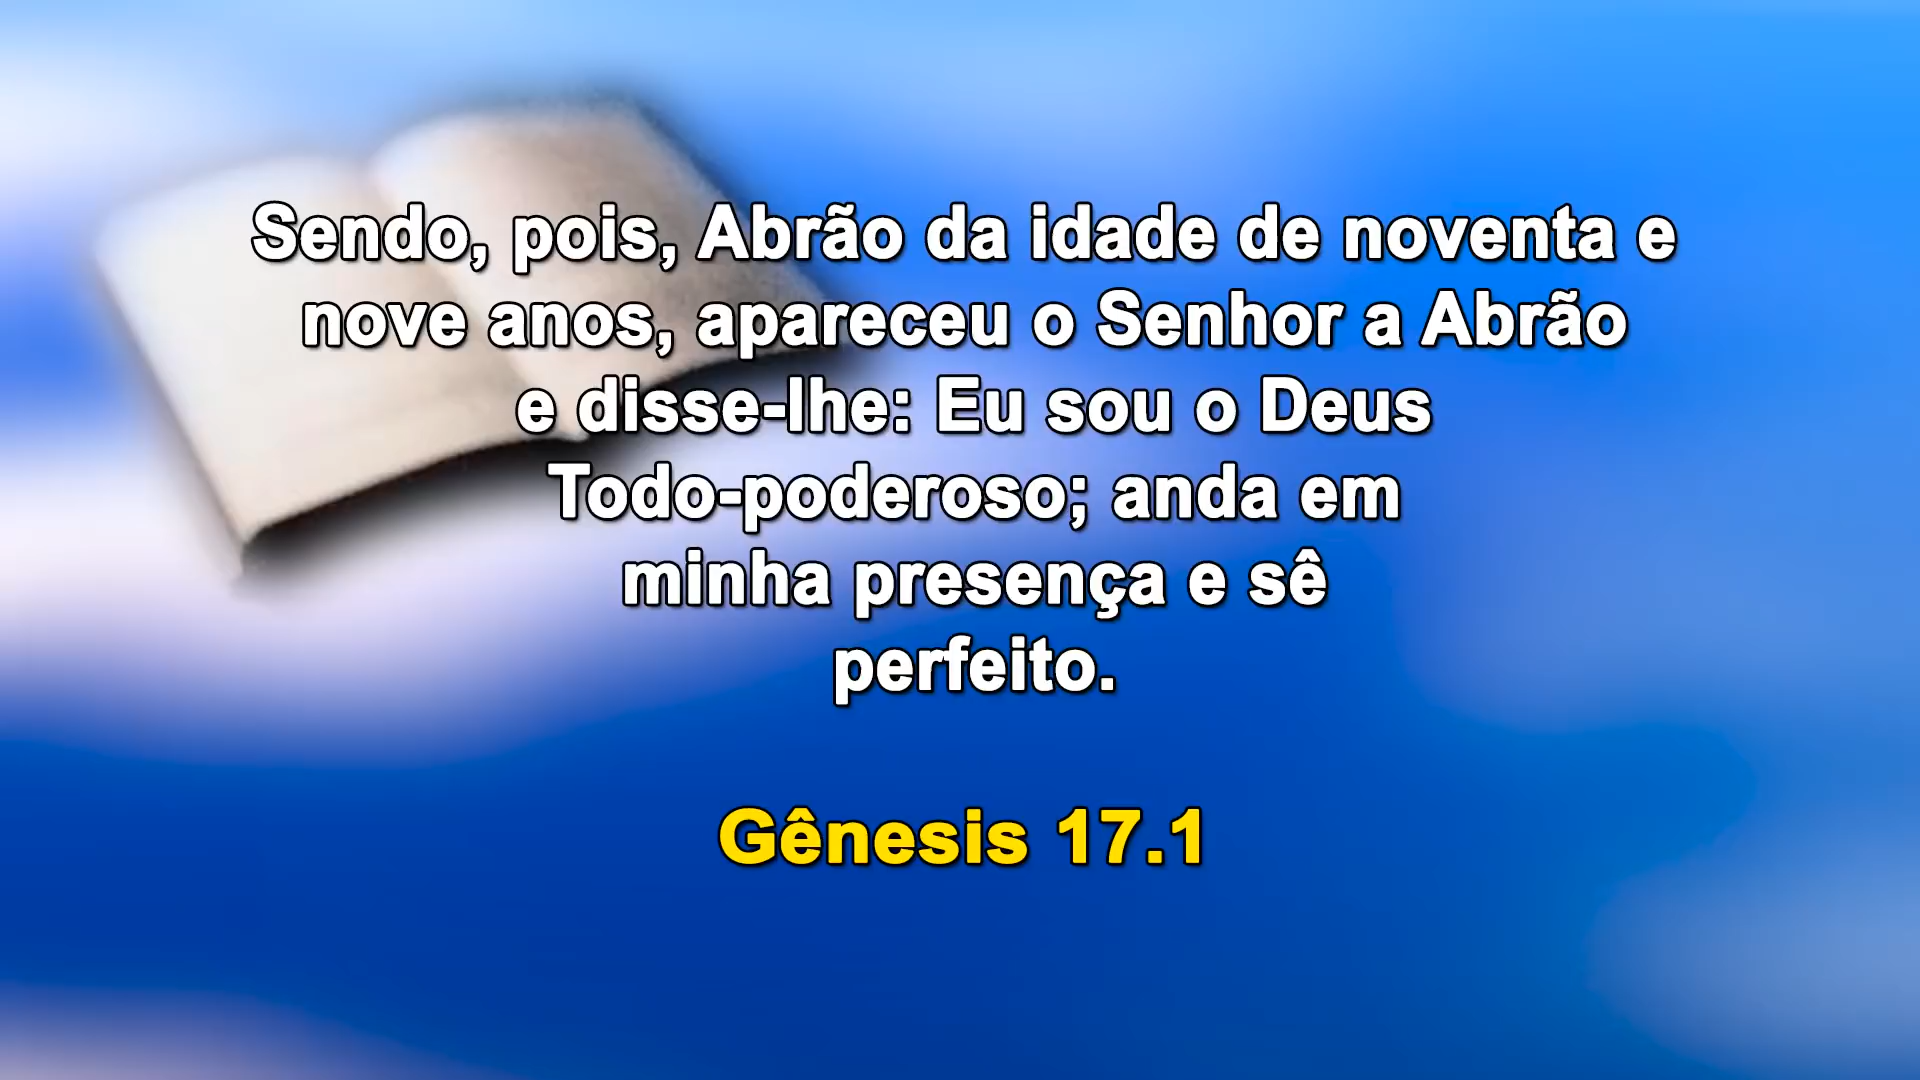 Sendo, pois, Abrão da idade de noventa e
nove anos, apareceu o Senhor a Abrão
e disse-lhe: Eu sou o Deus
Todo-poderoso; anda em
minha presença e sê
perfeito.
Gênesis 17.1